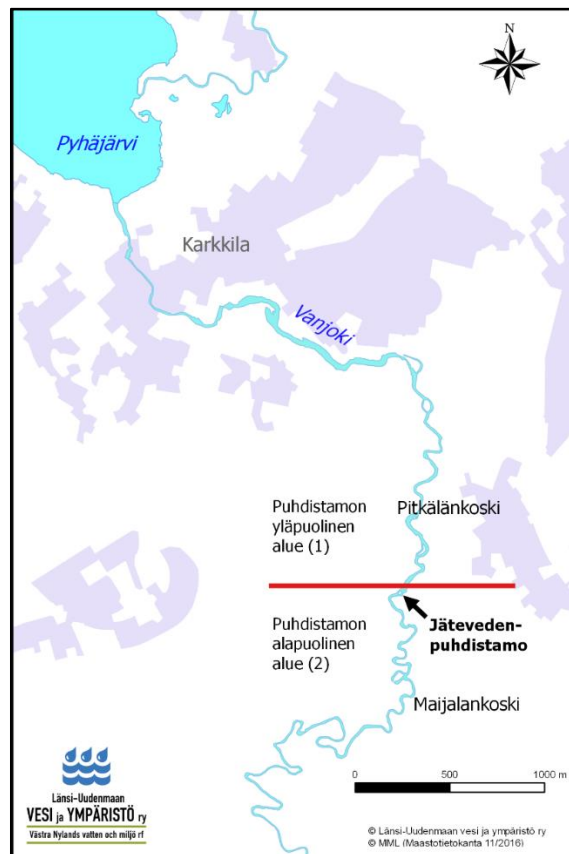 Pyhäjärvi
Karkkila
Vanjoki
Puhdistamon
yläpuolinen
alue (1)
Pitkälänkoski
Puhdistamon
alapuolinen
alue (2)
Jäteveden-
puhdistamo
Maijalankoski
0 500 1000 m
Länsi-Uudenmaan
VESI ja YMPÄRISTÖ ry
Västra Nylands vatten och miljö rf
© Länsi-Uudenmaan vesi ja ympäristö ry
© MML (Maastotietokanta 11/2016)